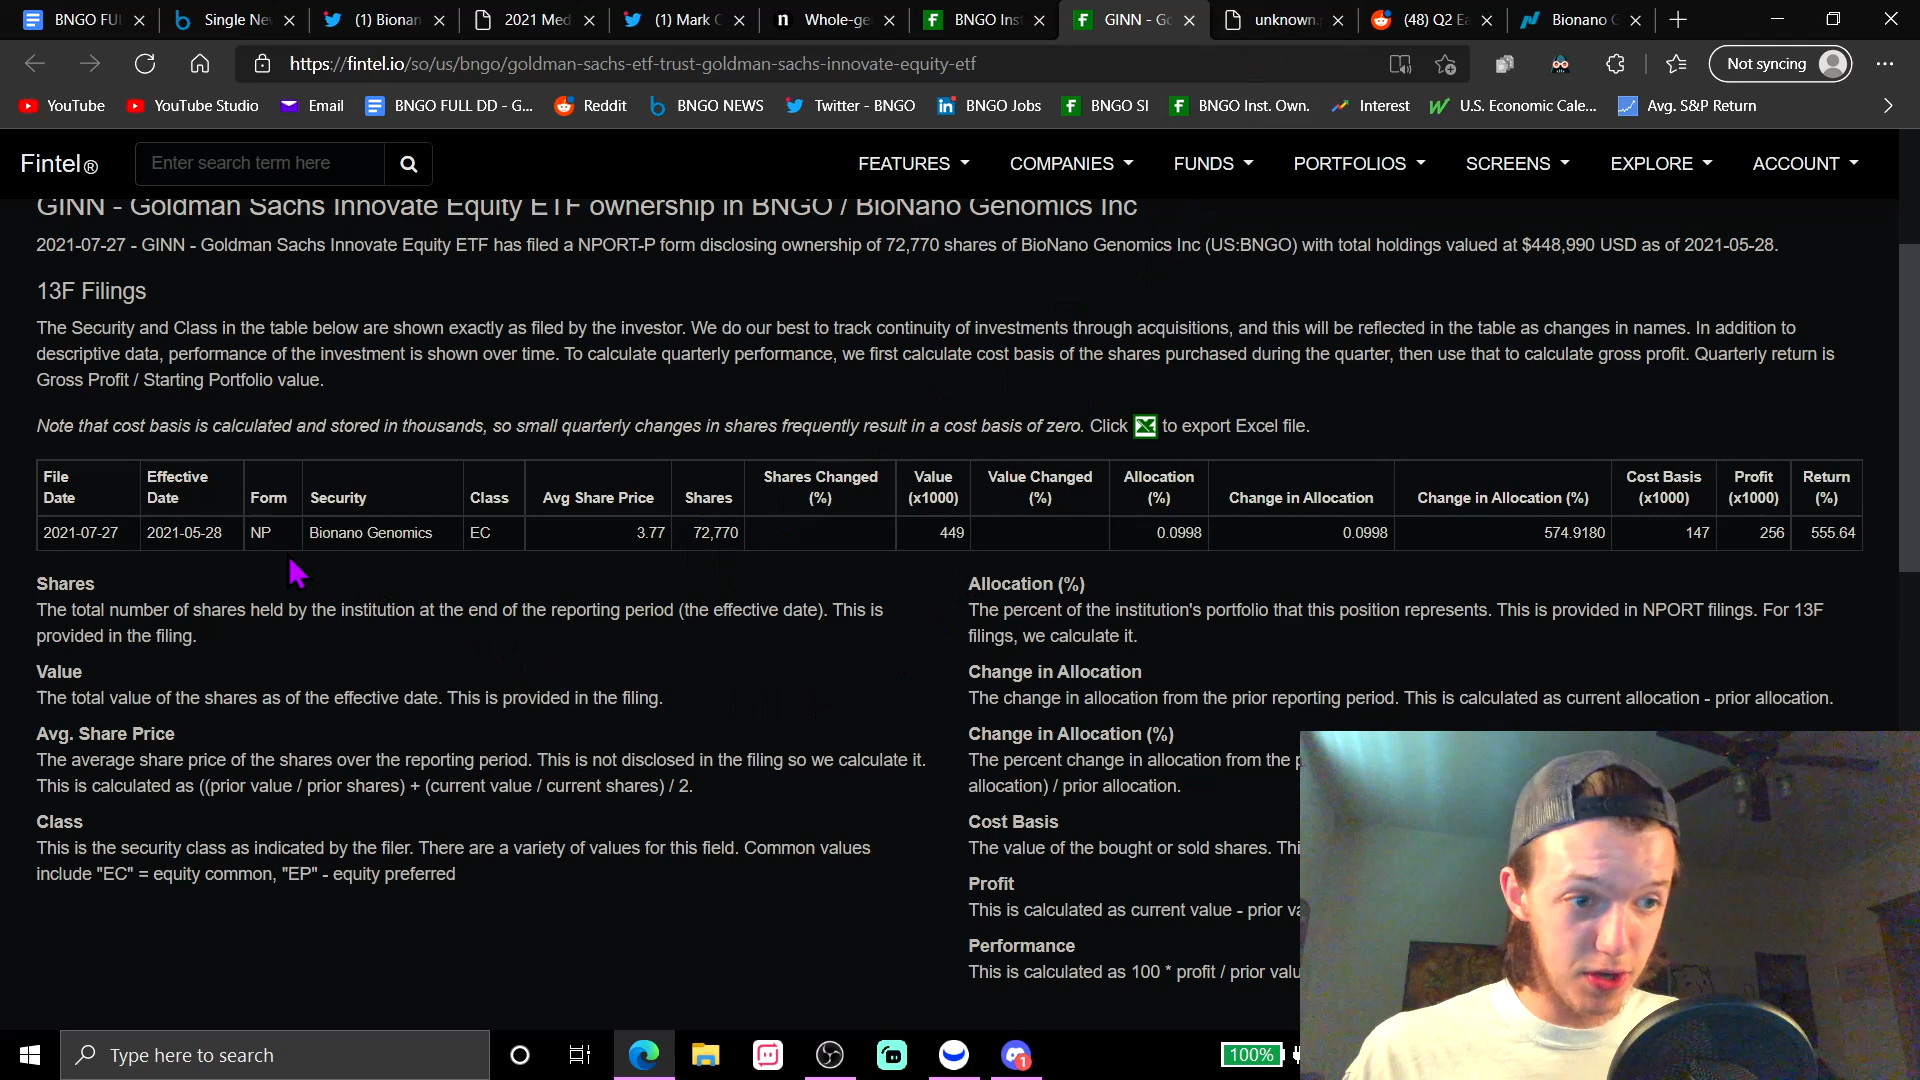 BNGO FUL
Single Ne
(1) Bionan
2021 Med
(1) Mark C
Whole-ge
BNGO Inst
GINN - Go
unknown.p
(48) Q2 Ea
Bionano G
https://fintel.io/so/us/bngo/goldman-sachs-etf-trust-goldman-sachs-innovate-equity-etf
Not syncing
YouTube
YouTube Studio
Email
BNGO FULL DD - G...
Reddit
BNGO NEWS
Twitter - BNGO
BNGO Jobs
BNGO SI
BNGO Inst. Own.
Interest
U.S. Economic Cale...
Avg. S&P Return
Fintel®
Enter search term here
FEATURES
COMPANIES
FUNDS
PORTFOLIOS
SCREENS
EXPLORE
ACCOUNT
GINN - Goldman Sachs Innovate Equity ETF ownership in BNGO / BioNano Genomics Inc
2021-07-27 - GINN - Goldman Sachs Innovate Equity ETF has filed a NPORT-P form disclosing ownership of 72,770 shares of BioNano Genomics Inc (US:BNGO) with total holdings valued at $448,990 USD as of 2021-05-28.
13F Filings
The Security and Class in the table below are shown exactly as filed by the investor. We do our best to track continuity of investments through acquisitions, and this will be reflected in the table as changes in names. In addition to
descriptive data, performance of the investment is shown over time. To calculate quarterly performance, we first calculate cost basis of the shares purchased during the quarter, then use that to calculate gross profit. Quarterly return is
Gross Profit / Starting Portfolio value.
Note that cost basis is calculated and stored in thousands, so small quarterly changes in shares frequently result in a cost basis of zero. Click to export Excel file.
File Date
Effective Date
Form
Security
Class
Avg Share Price
Shares
Shares Changed (%)
Value (x1000)
Value Changed (%)
Allocation (%)
Change in Allocation
Change in Allocation (%)
Cost Basis (x1000)
Profit (x1000)
Return (%)
2021-07-27 2021-05-28 NP Bionano Genomics EC 3.77 72,770 449 0.0998 0.0998 574.9180 147 256 555.64
Shares
The total number of shares held by the institution at the end of the reporting period (the effective date). This is
provided in the filing.
Value
The total value of the shares as of the effective date. This is provided in the filing.
Avg. Share Price
The average share price of the shares over the reporting period. This is not disclosed in the filing so we calculate it.
This is calculated as ((prior value / prior shares) + (current value / current shares) / 2.
Class
This is the security class as indicated by the filer. There are a variety of values for this field. Common values
include "EC" = equity common, "EP" - equity preferred
Allocation (%)
The percent of the institution's portfolio that this position represents. This is provided in NPORT filings. For 13F
filings, we calculate it.
Change in Allocation
The change in allocation from the prior reporting period. This is calculated as current allocation - prior allocation.
Change in Allocation (%)
The percent change in allocation from the p
allocation) / prior allocation.
Cost Basis
The value of the bought or sold shares. Thi
Profit
This is calculated as current value - prior va
Performance
This is calculated as 100 * profit / prior valu
Type here to search
1
100%